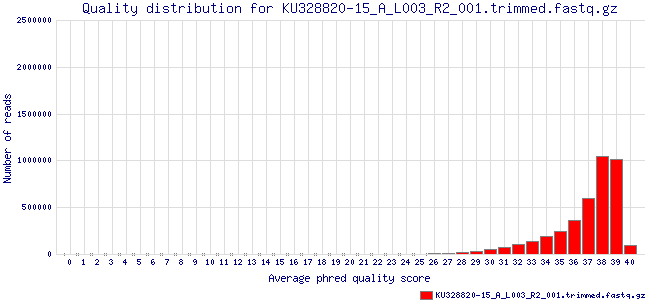 Quality distribution for KU328820-15_A_L003_R2_001.trimmed.fastq.gz
2500000
2000000
1500000
1000000
500000
0
Number of reads
0 1 2 3 4 5 6 7 8 9 10 11 12 13 14 15 16 17 18 19 20 21 22 23 24 25 26 27 28 29 30 31 32 33 34 35 36 37 38 39 40
Average phred quality score
KU328820-15_A_L003_R2_001.trimmed.fastq.gz